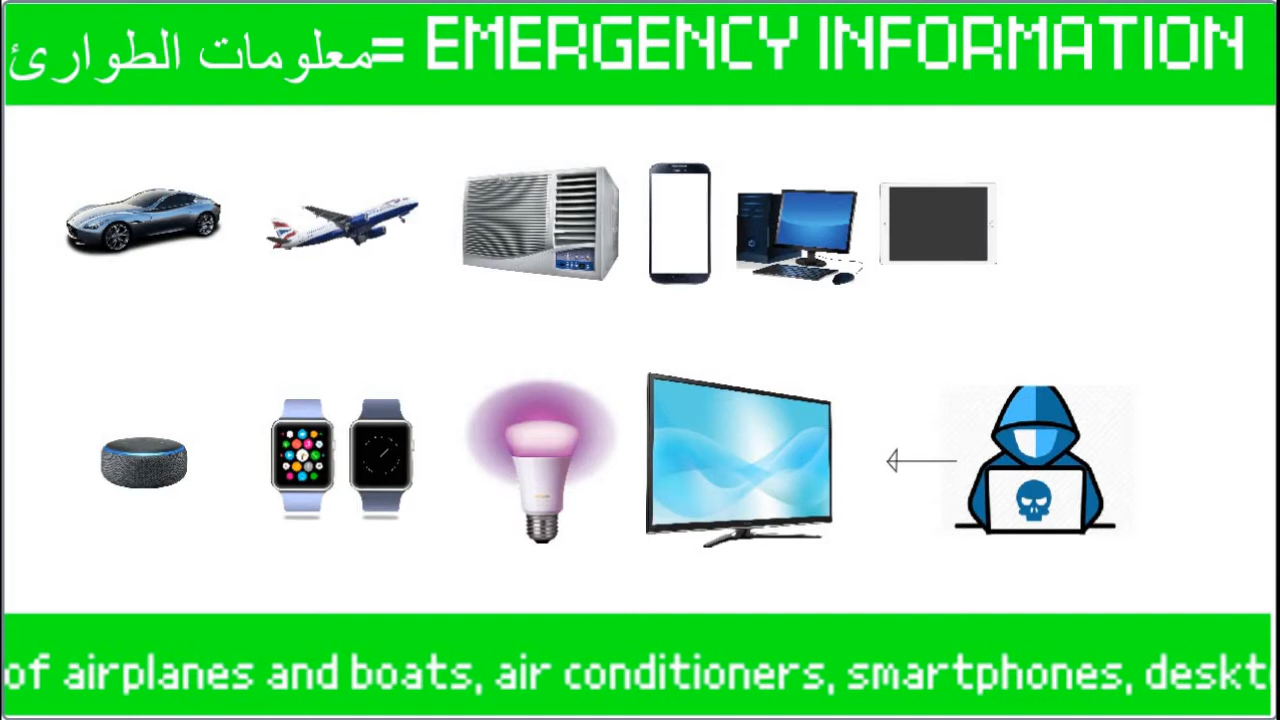 معلومات الطوارئ= EMERGENCY INFORMATION
of airplanes and boats, air conditioners, smartphones, deskt